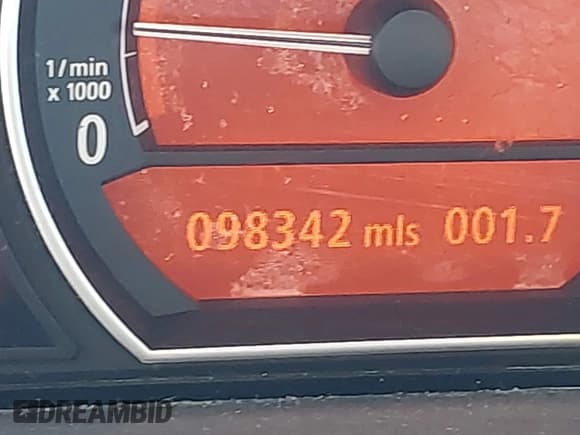 1/min
x 1000
0
098342 mls 001.7
DREAMBID